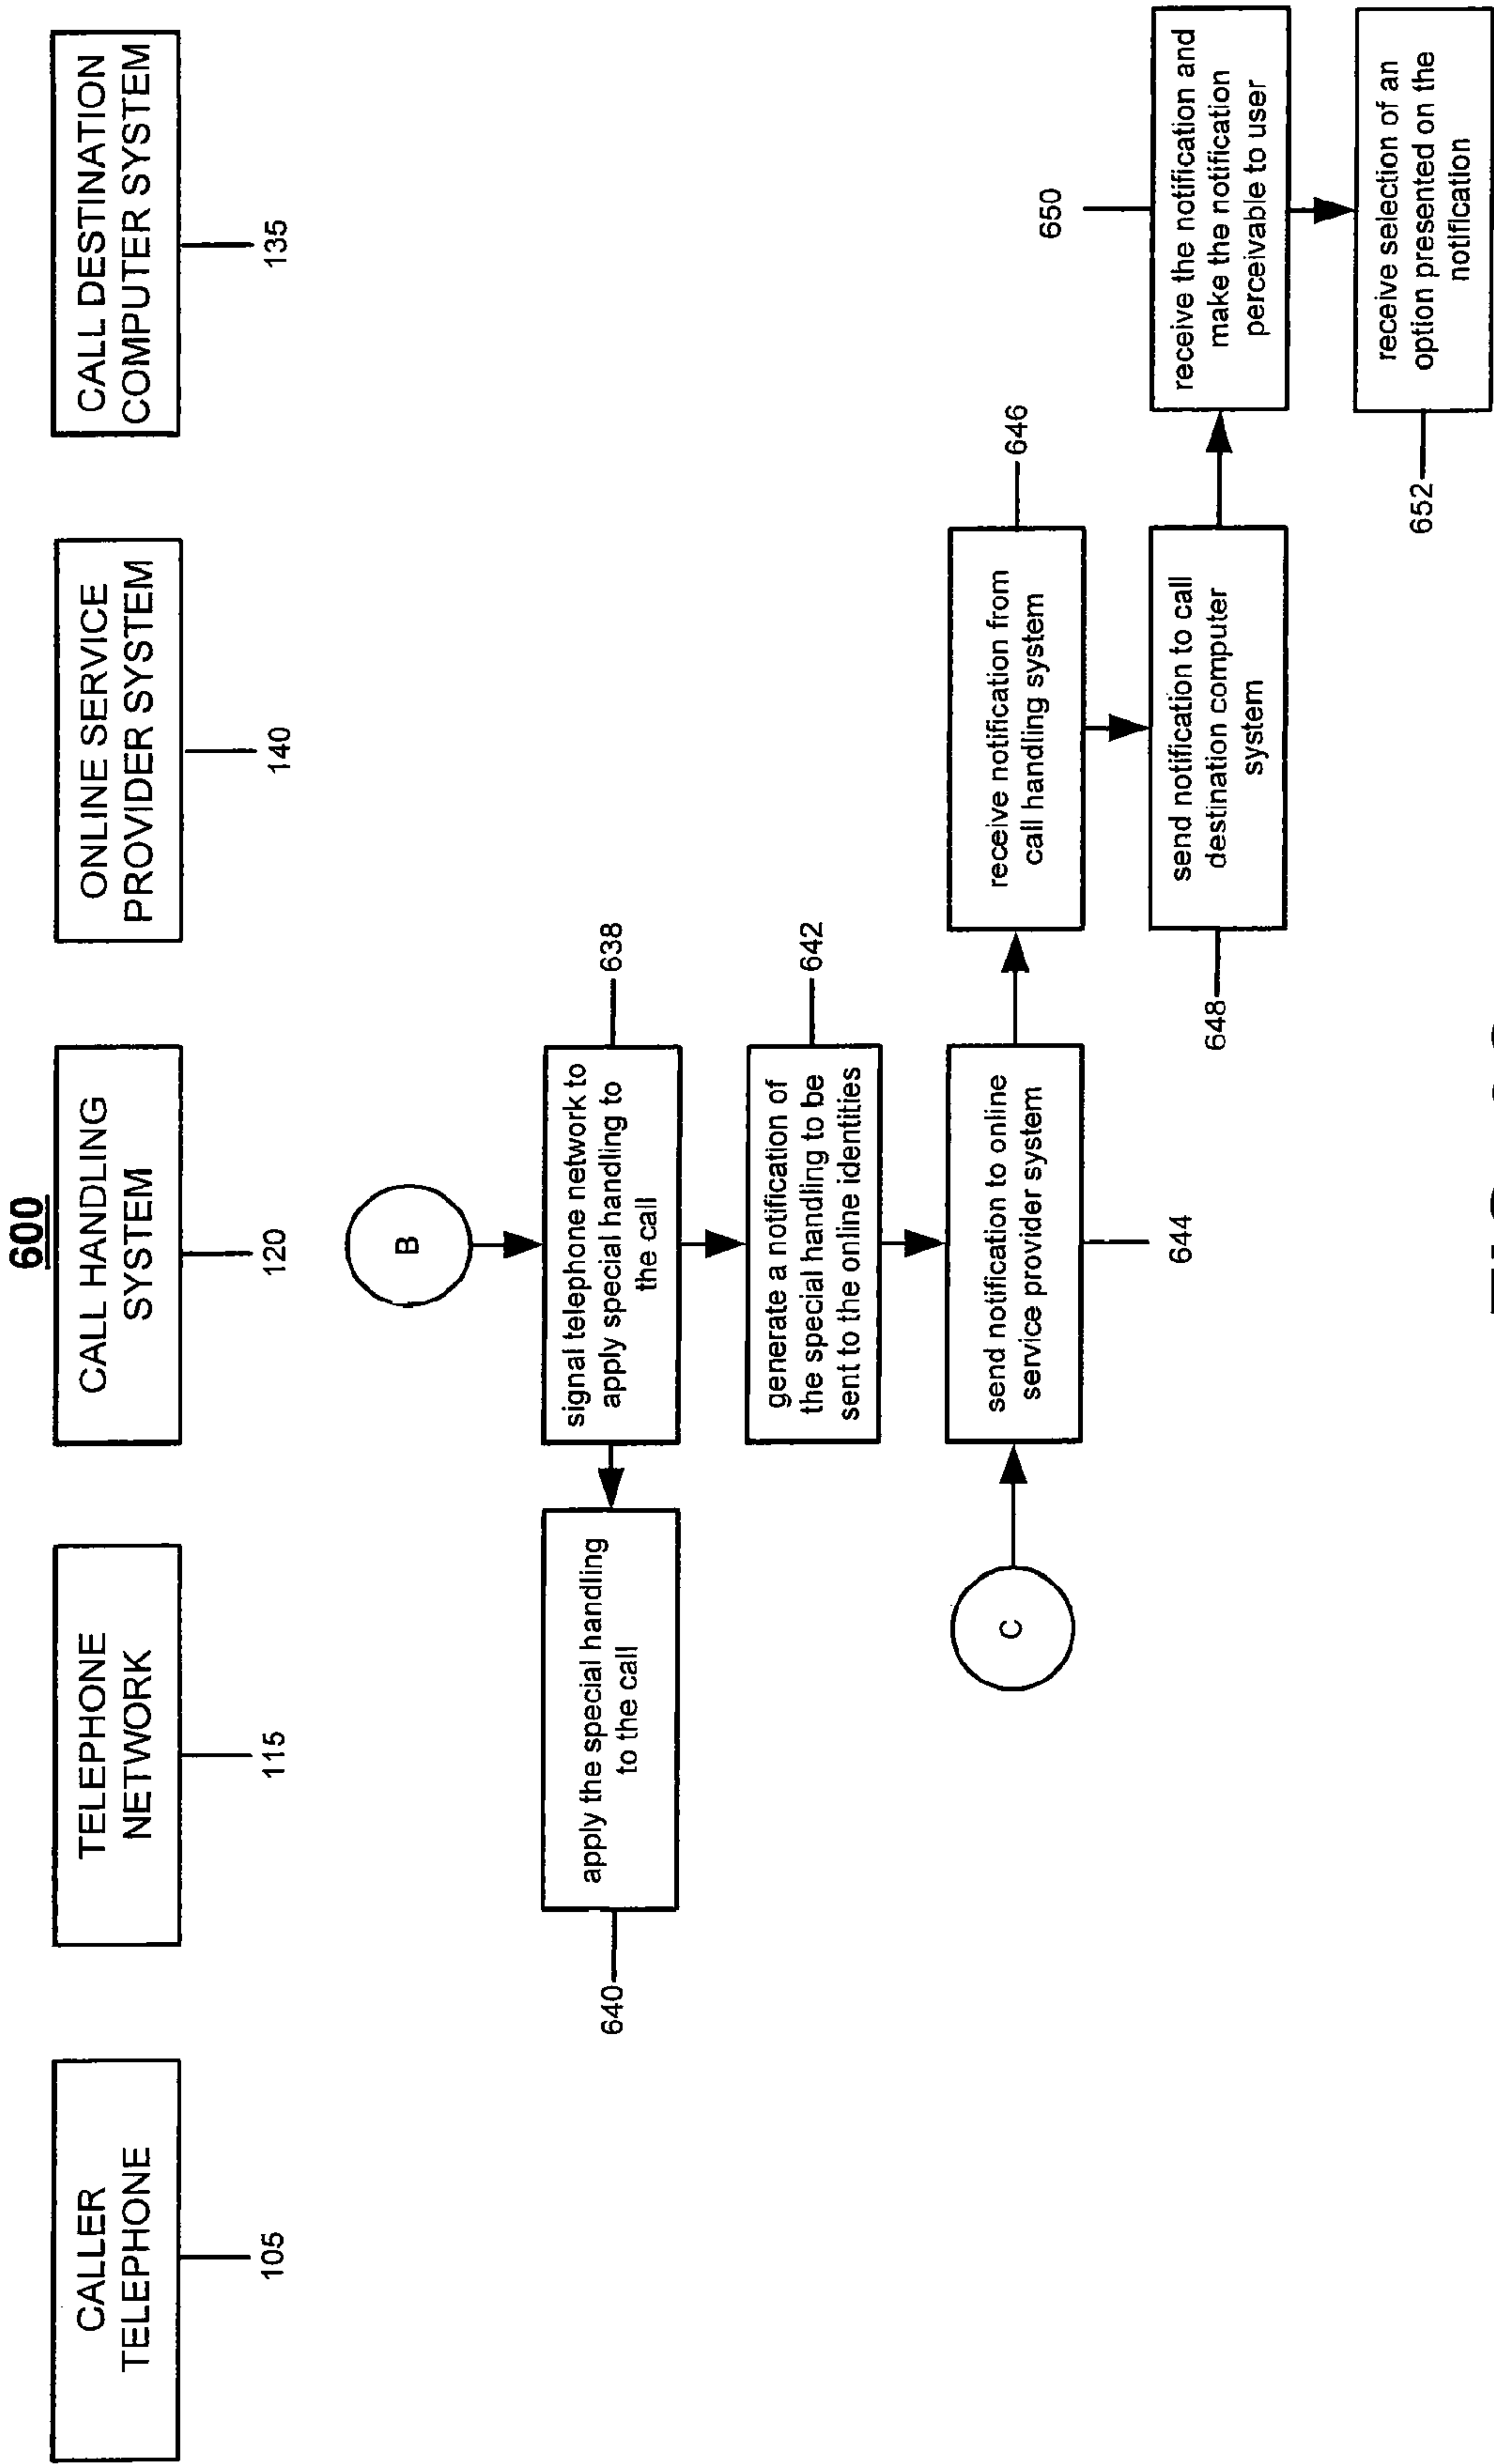 600
CALLER
TELEPHONE
105
TELEPHONE
NETWORK
115
CALL HANDLING
SYSTEM
120
ONLINE SERVICE
PROVIDER SYSTEM
140
CALL DESTINATION
COMPUTER SYSTEM
135
B
signal telephone network to
apply special handling to
the call
638
apply the special handling
to the call
640
generate a notification of
the special handling to be
sent to the online identities
642
C
send notification to online
service provider system
644
receive notification from
call handling system
646
send notification to call
destination computer
system
648
receive the notification and
make the notification
perceivable to user
650
receive selection of an
option presented on the
notification
652